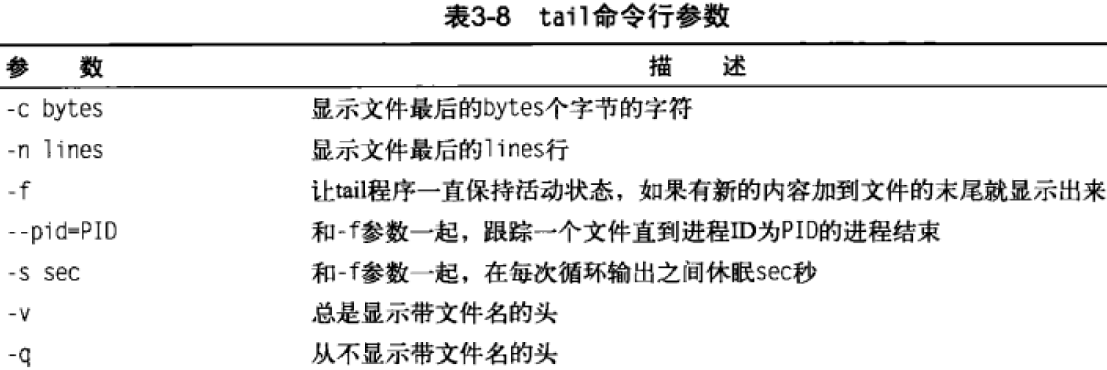 表3-8 tail命令行参数
参 数 描 述
-c bytes 显示文件最后的bytes个字节的字符
-n lines 显示文件最后的lines行
-f 让tail程序一直保持活动状态，如果有新的内容加到文件的末尾就显示出来
--pid=PID 和-f参数一起，跟踪一个文件直到进程ID为PID的进程结束
-s sec 和-f参数一起，在每次循环输出之间休眠sec秒
-v 总是显示带文件名的头
-q 从不显示带文件名的头